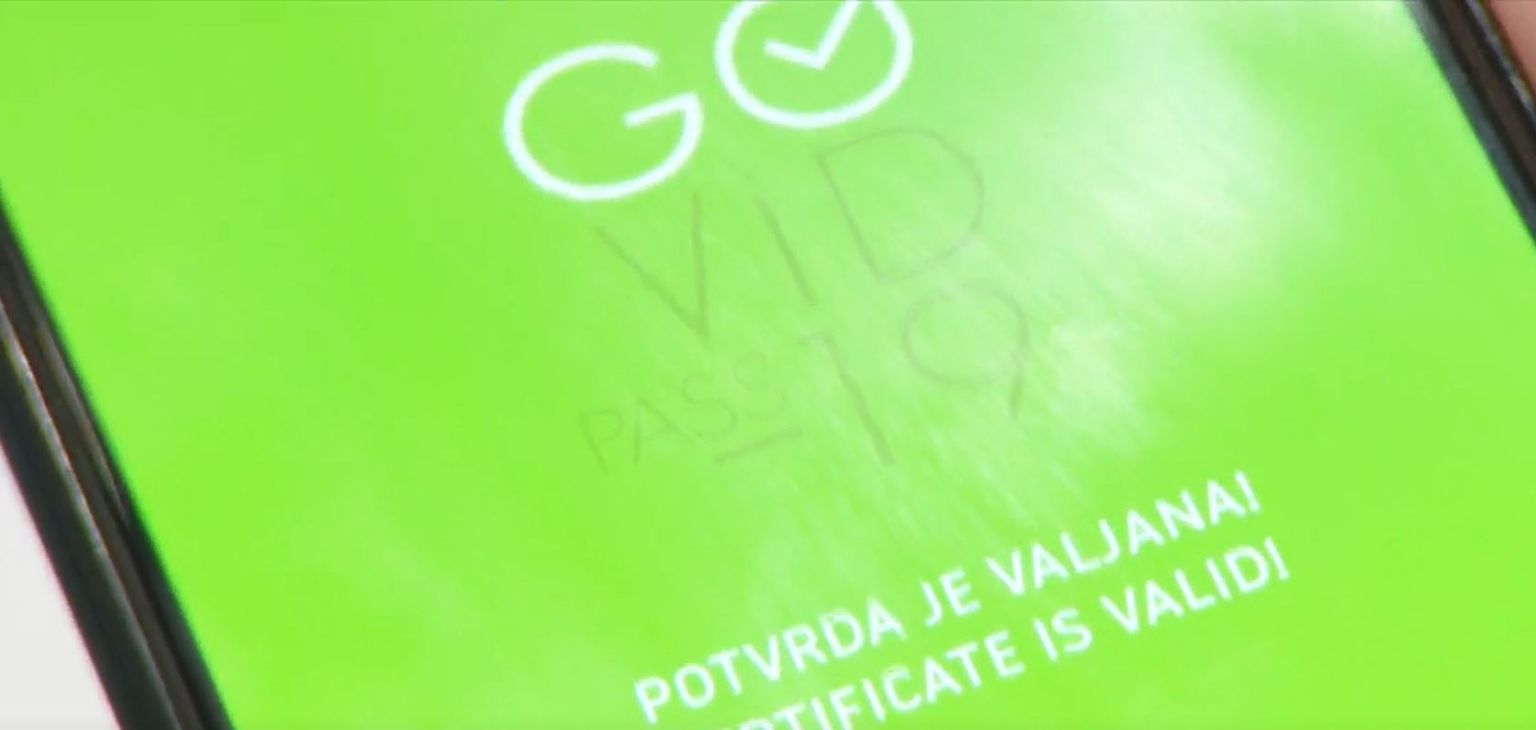 GO
VID
PASS 19
POTVRDA JE VALJANA!
RTIFICATE IS VALID!